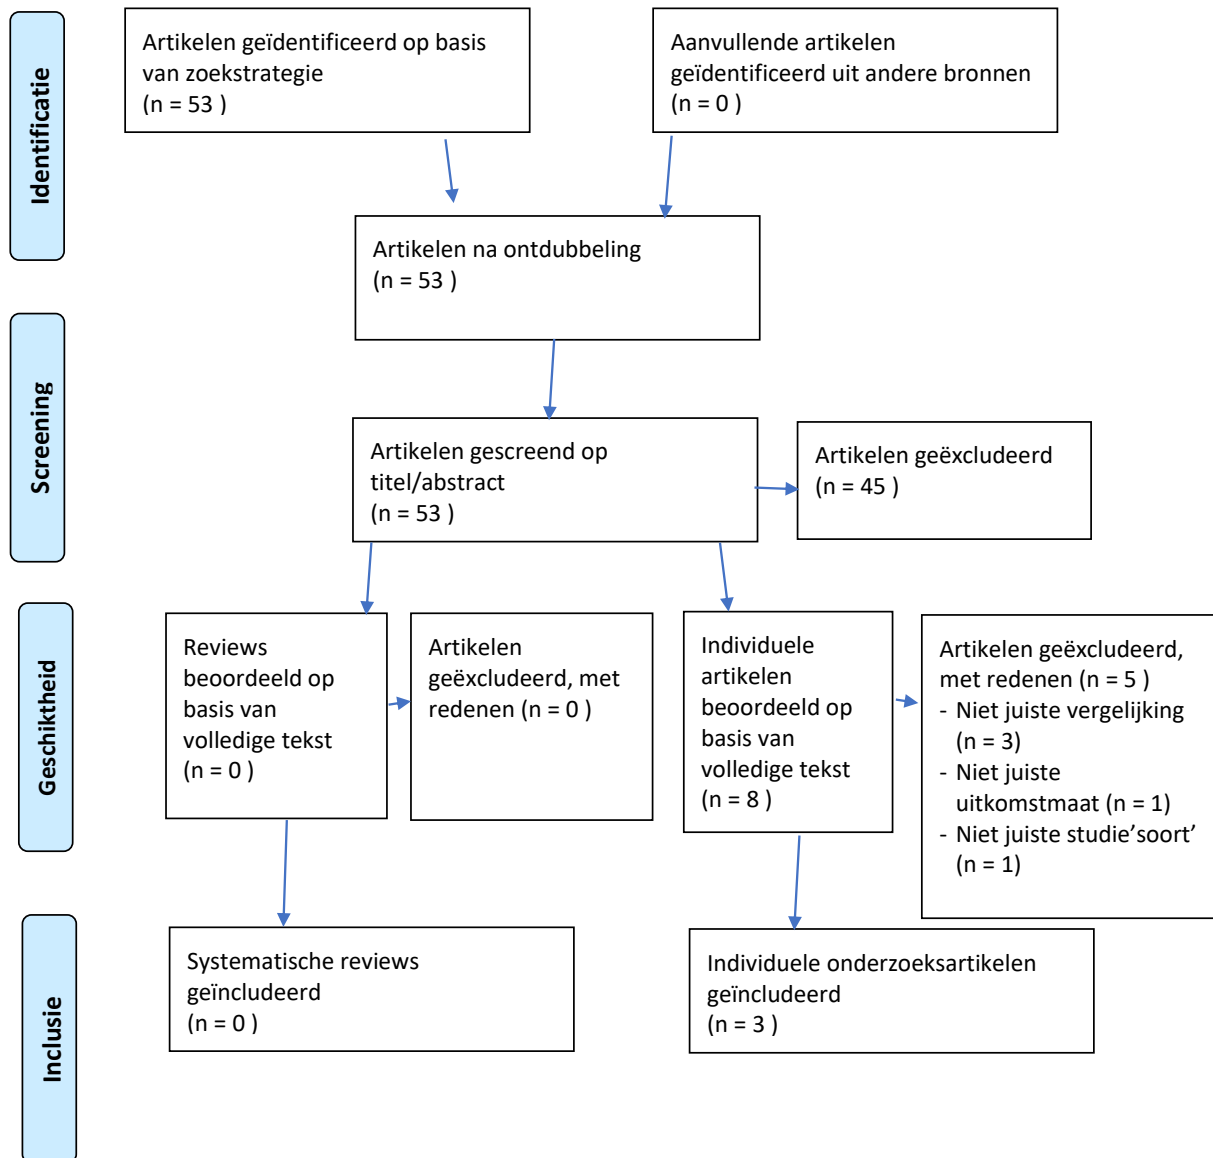 Identificatie
Artikelen geïdentificeerd op basis
van zoekstrategie
(n = 53 )
Aanvullende artikelen
geïdentificeerd uit andere bronnen
(n = 0 )
Artikelen na ontdubbeling
(n = 53 )
Screening
Artikelen gescreend op
titel/abstract
(n = 53 )
Artikelen geëxcludeerd
(n = 45 )
Geschiktheid
Reviews
beoordeeld op
basis van
volledige tekst
(n = 0 )
Artikelen
geëxcludeerd, met
redenen (n = 0 )
Individuele
artikelen
beoordeeld op
basis van
volledige tekst
(n = 8 )
Artikelen geëxcludeerd,
met redenen (n = 5 )
- Niet juiste vergelijking
(n = 3)
- Niet juiste
uitkomstmaat (n = 1)
- Niet juiste studie'soort'
(n = 1)
Inclusie
Systematische reviews
geïncludeerd
(n = 0 )
Individuele onderzoeksartikelen
geïncludeerd
(n = 3 )